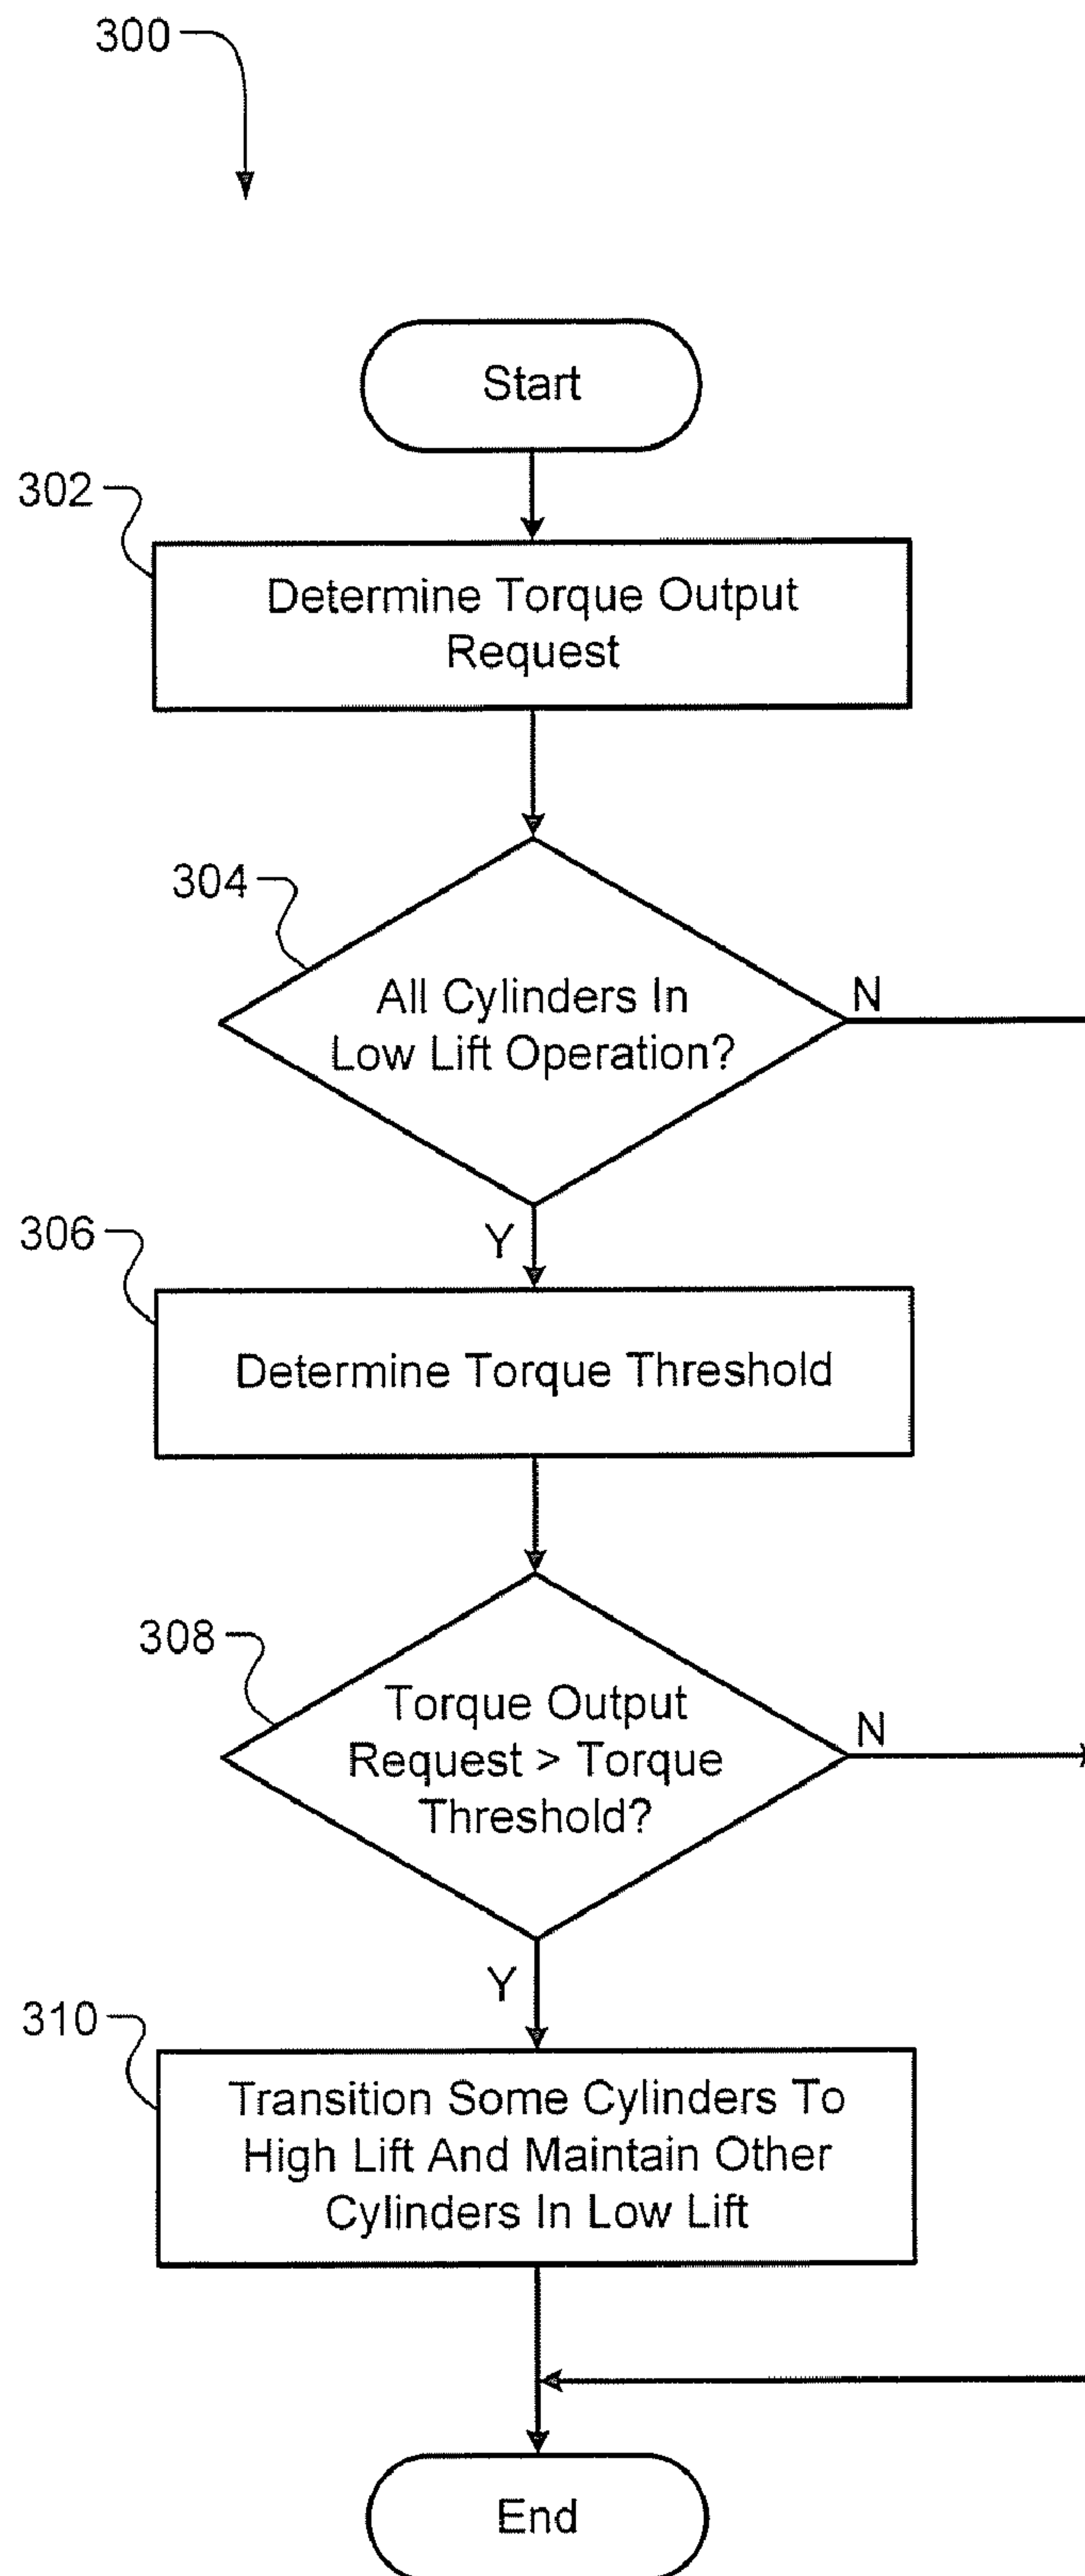 300
Start
302
Determine Torque Output
Request
304
All Cylinders In
Low Lift Operation?
N
Y
306
Determine Torque Threshold
308
Torque Output
Request > Torque
Threshold?
N
Y
310
Transition Some Cylinders To
High Lift And Maintain Other
Cylinders In Low Lift
End